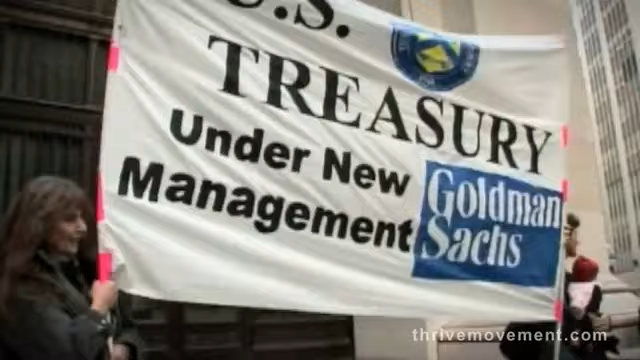 U.S.
TREASURY
Under New
Management
Goldman
Sachs
thrivemovement.com